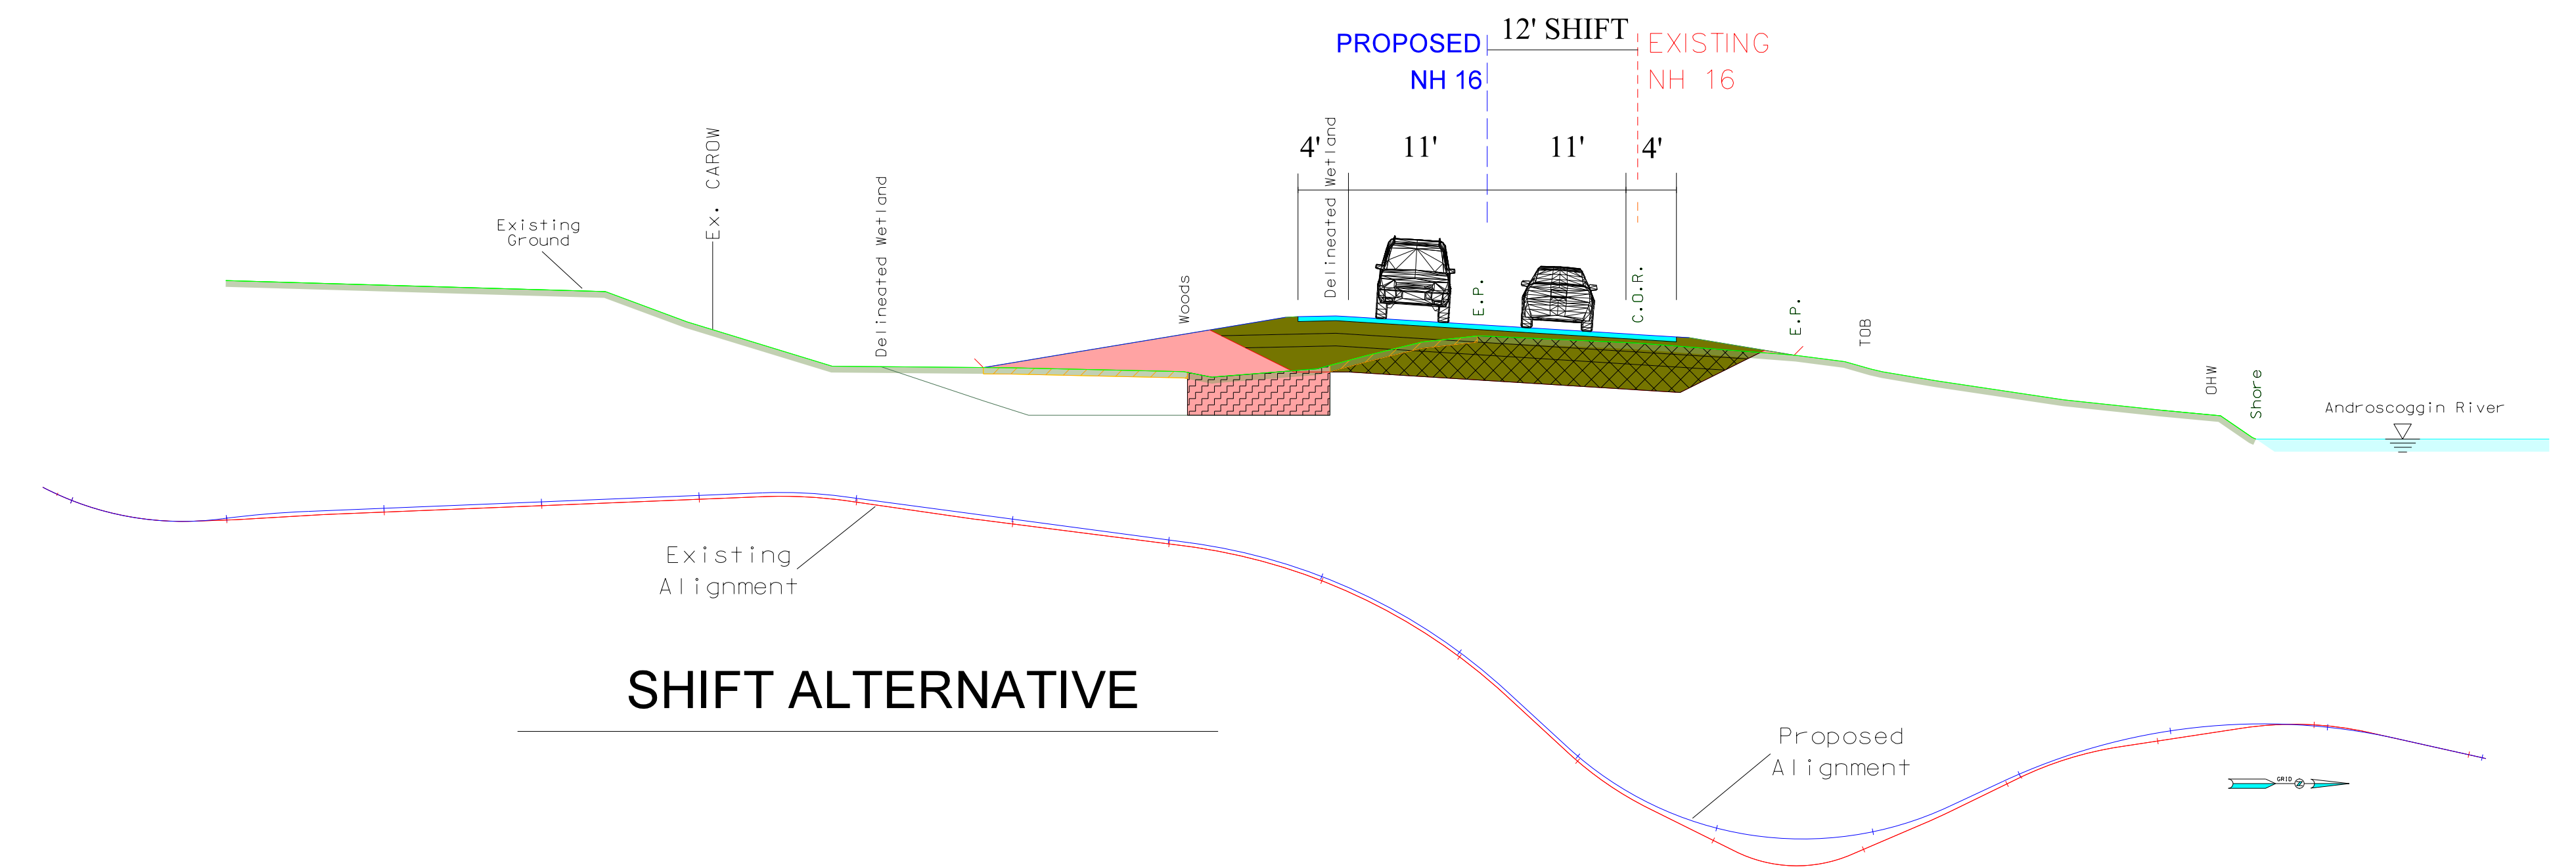 12' SHIFT
PROPOSED
NH 16
EXISTING
NH 16
4'
11'
11'
4'
Existing
Ground
Ex. CAROW
Delineated Wetland
Woods
Delineated Wetland
E.P.
C.O.R.
E.P.
TOB
OHW
Shore
Androscoggin River
Existing
Alignment
SHIFT ALTERNATIVE
Proposed
Alignment
GRID